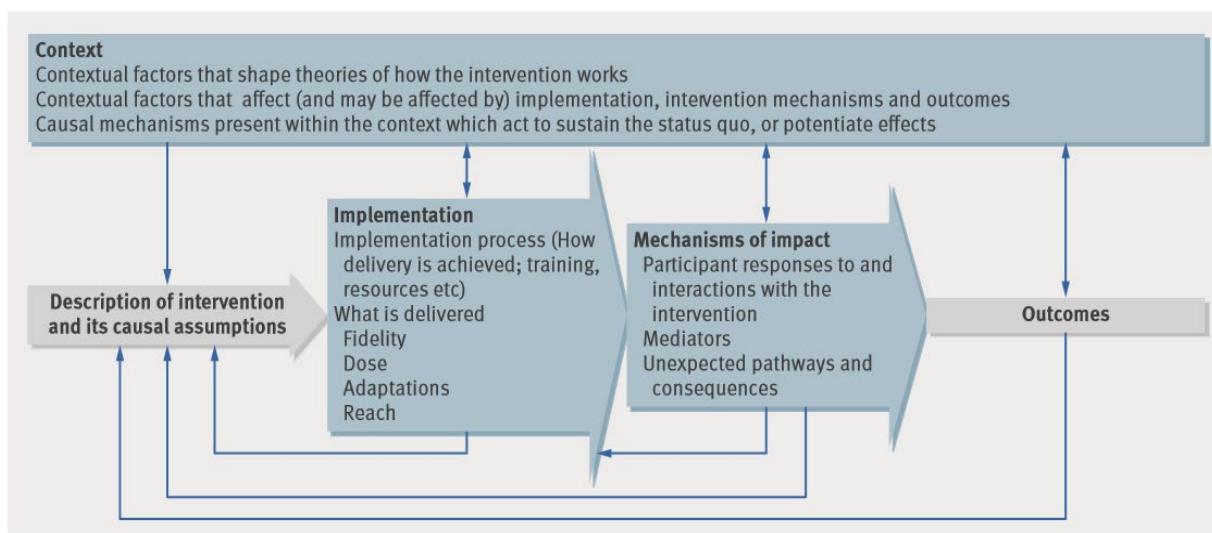 Context
Contextual factors that shape theories of how the intervention works
Contextual factors that affect (and may be affected by) implementation, intervention mechanisms and outcomes
Causal mechanisms present within the context which act to sustain the status quo, or potentiate effects
Description of intervention
and its causal assumptions
Implementation
Implementation process (How
delivery is achieved; training,
resources etc)
What is delivered
Fidelity
Dose
Adaptations
Reach
Mechanisms of impact
Participant responses to and
interactions with the
intervention
Mediators
Unexpected pathways and
consequences
Outcomes